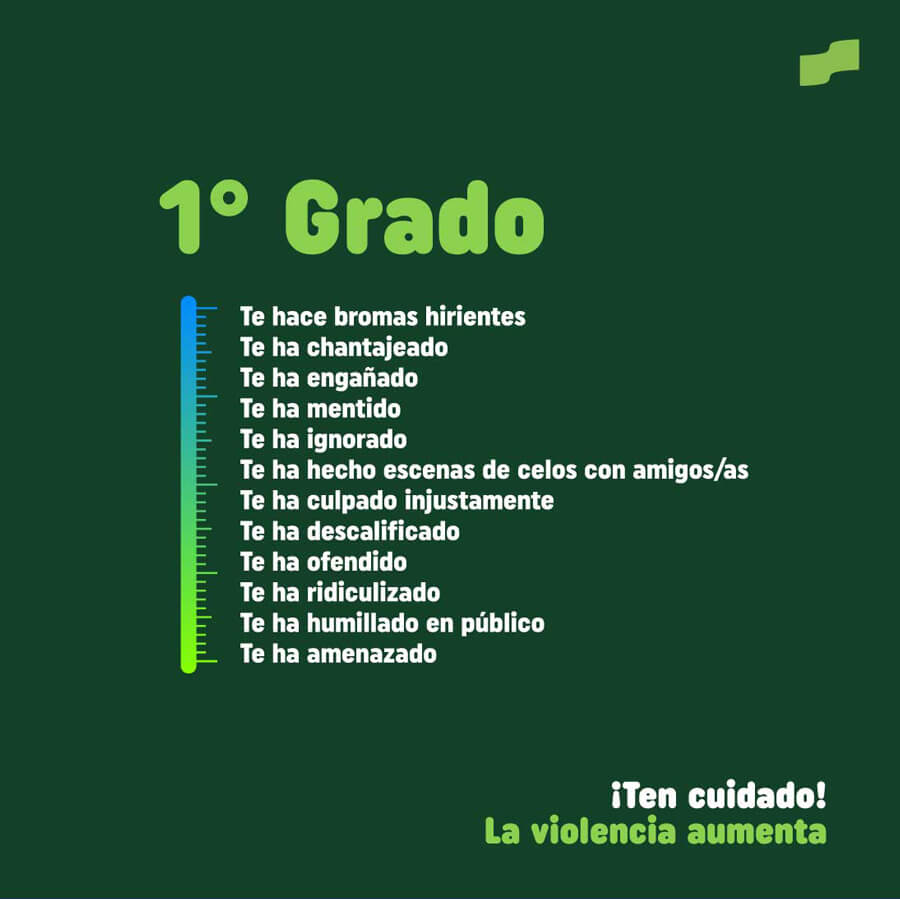 1° Grado
Te hace bromas hirientes
Te ha chantajeado
Te ha engañado
Te ha mentido
Te ha ignorado
Te ha hecho escenas de celos con amigos/as
Te ha culpado injustamente
Te ha descalificado
Te ha ofendido
Te ha ridiculizado
Te ha humillado en público
Te ha amenazado
¡Ten cuidado!
La violencia aumenta